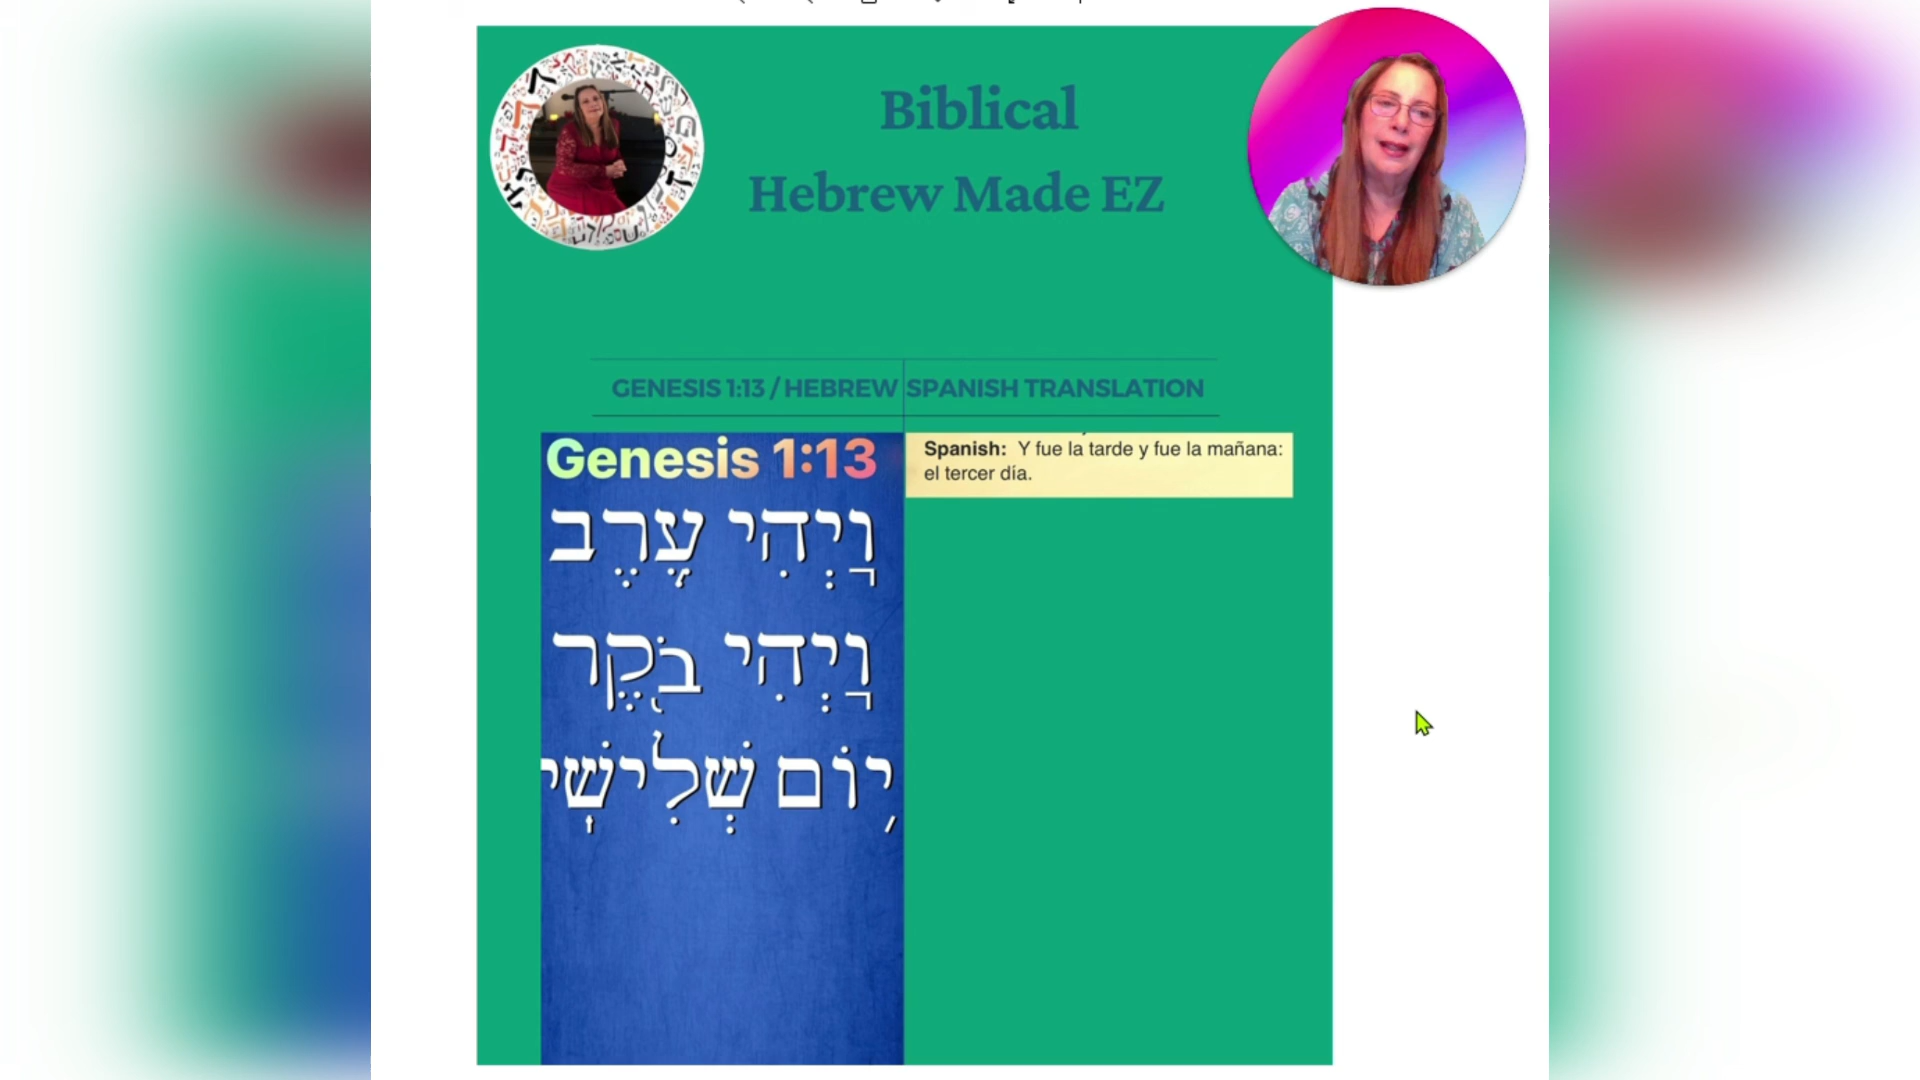 Biblical
Hebrew Made EZ
GENESIS 1:13 / HEBREW
SPANISH TRANSLATION
Genesis 1:13
וַֽיְהִי עָ֖רֶב
וַֽיְהִי בֹ֖קֶר
י֥וֹם שְׁלִישִֽׁי
Spanish: Y fue la tarde y fue la mañana:
el tercer día.